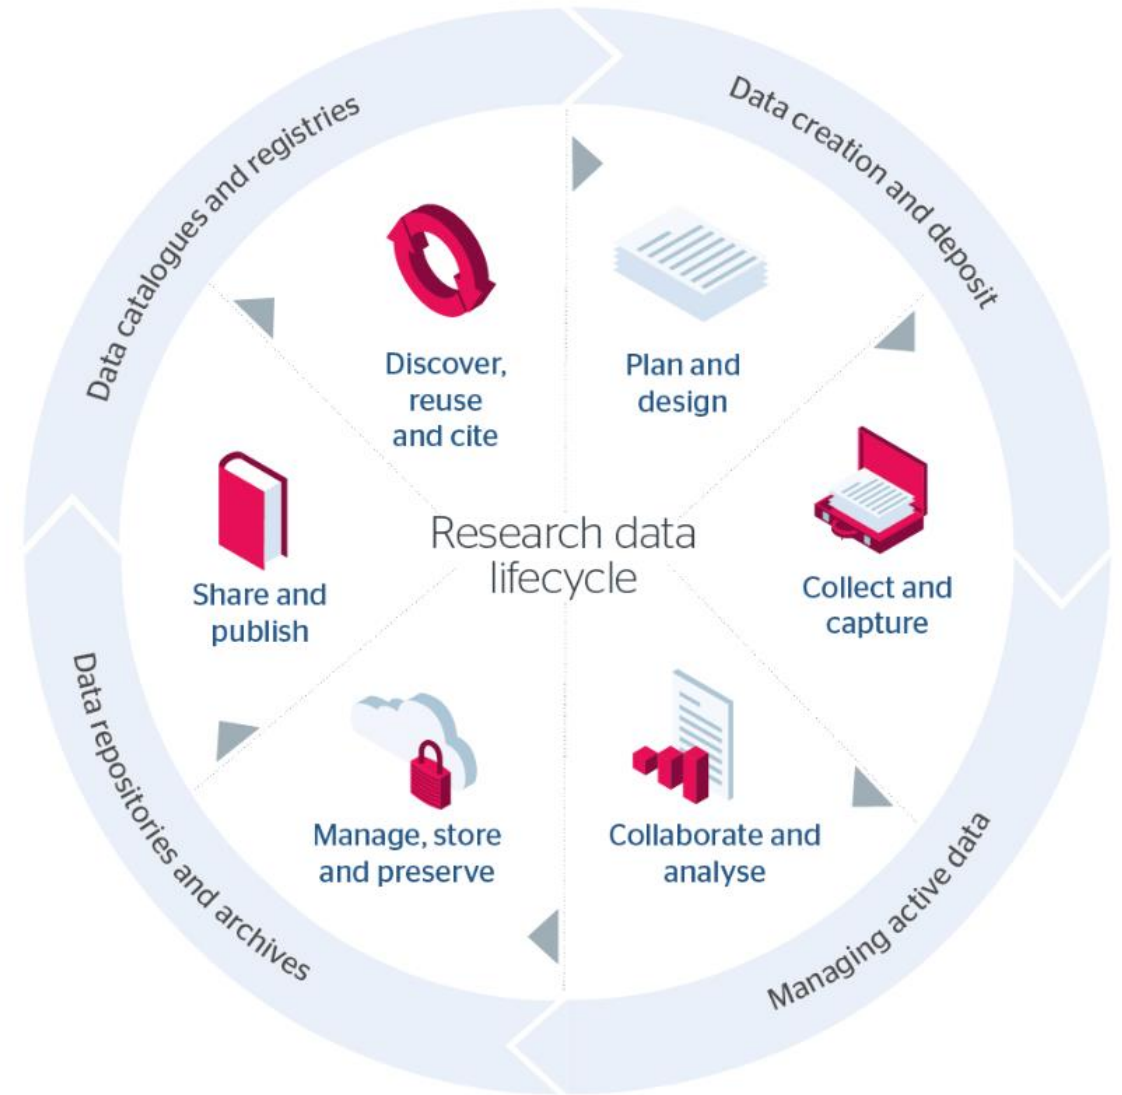 Data creation and deposit
Data catalogues and registries
Discover,
reuse
and cite
Plan and
design
Research data
lifecycle
Share and
publish
Collect and
capture
Manage, store
and preserve
Collaborate and
analyse
Data repositories and archives
Managing active data